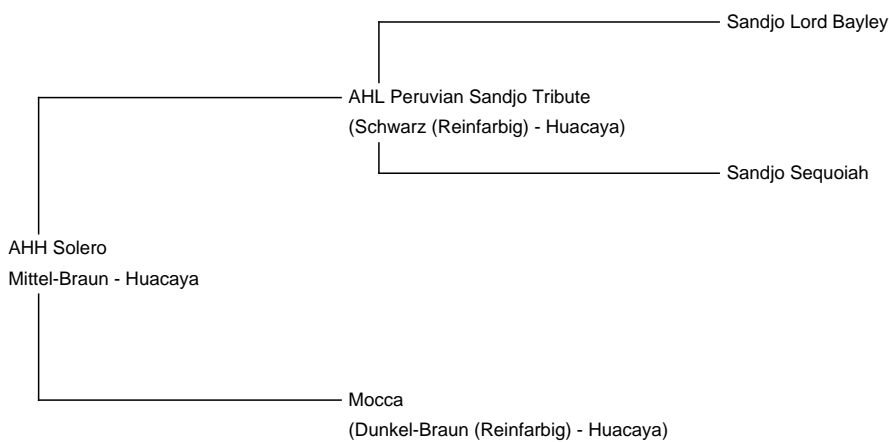 Sandjo Lord Bayley
AHL Peruvian Sandjo Tribute
(Schwarz (Reinfarbig) - Huacaya)
Sandjo Sequoiah
AHH Solero
Mittel-Braun - Huacaya
Mocca
(Dunkel-Braun (Reinfarbig) - Huacaya)